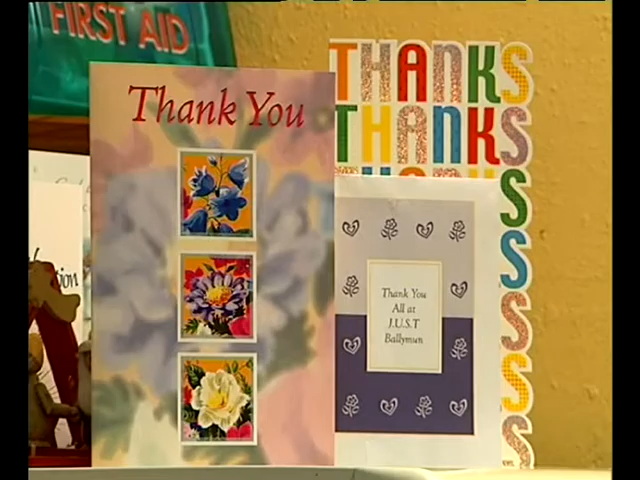 FIRST AID
Thank You
THANKS
THANKS
Thank You
All at
J.U.S.T
Ballymun